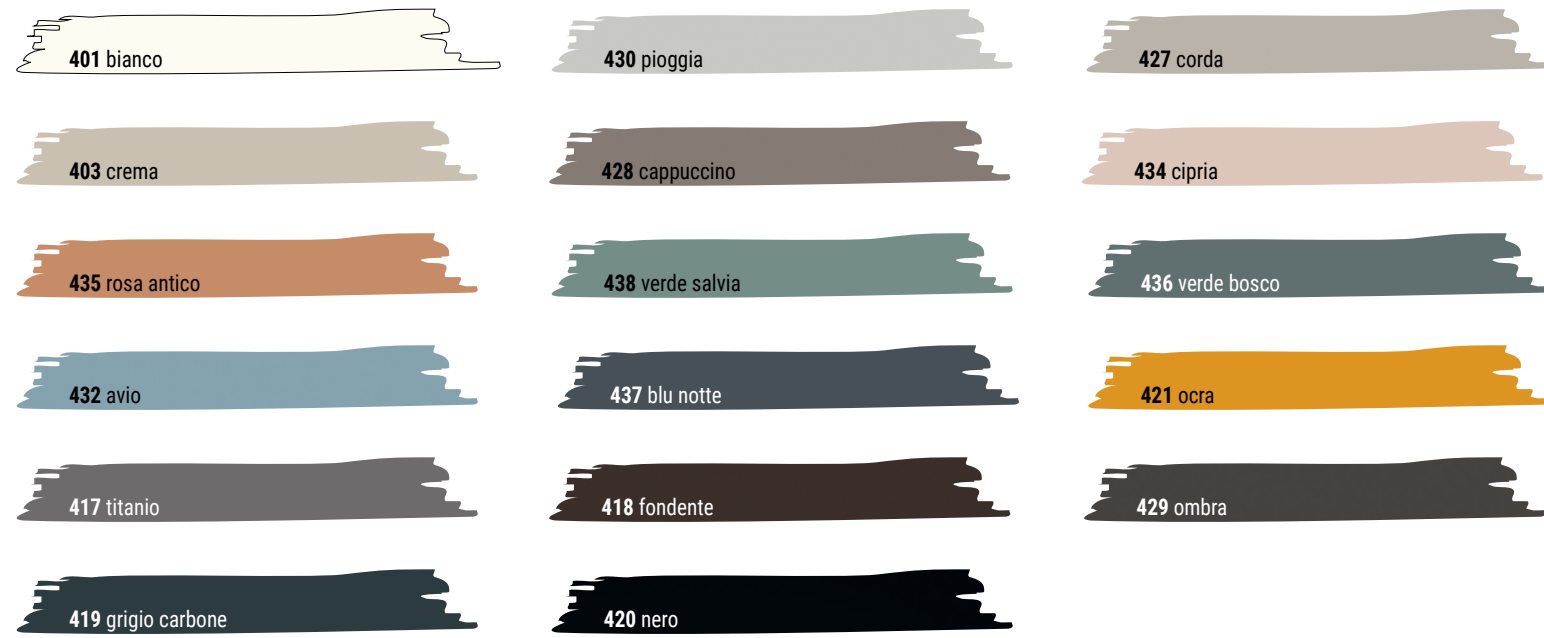 401 bianco
430 pioggia
427 corda
403 crema
428 cappuccino
434 cipria
435 rosa antico
438 verde salvia
436 verde bosco
432 avio
437 blu notte
421 ocra
417 titanio
418 fondente
429 ombra
419 grigio carbone
420 nero